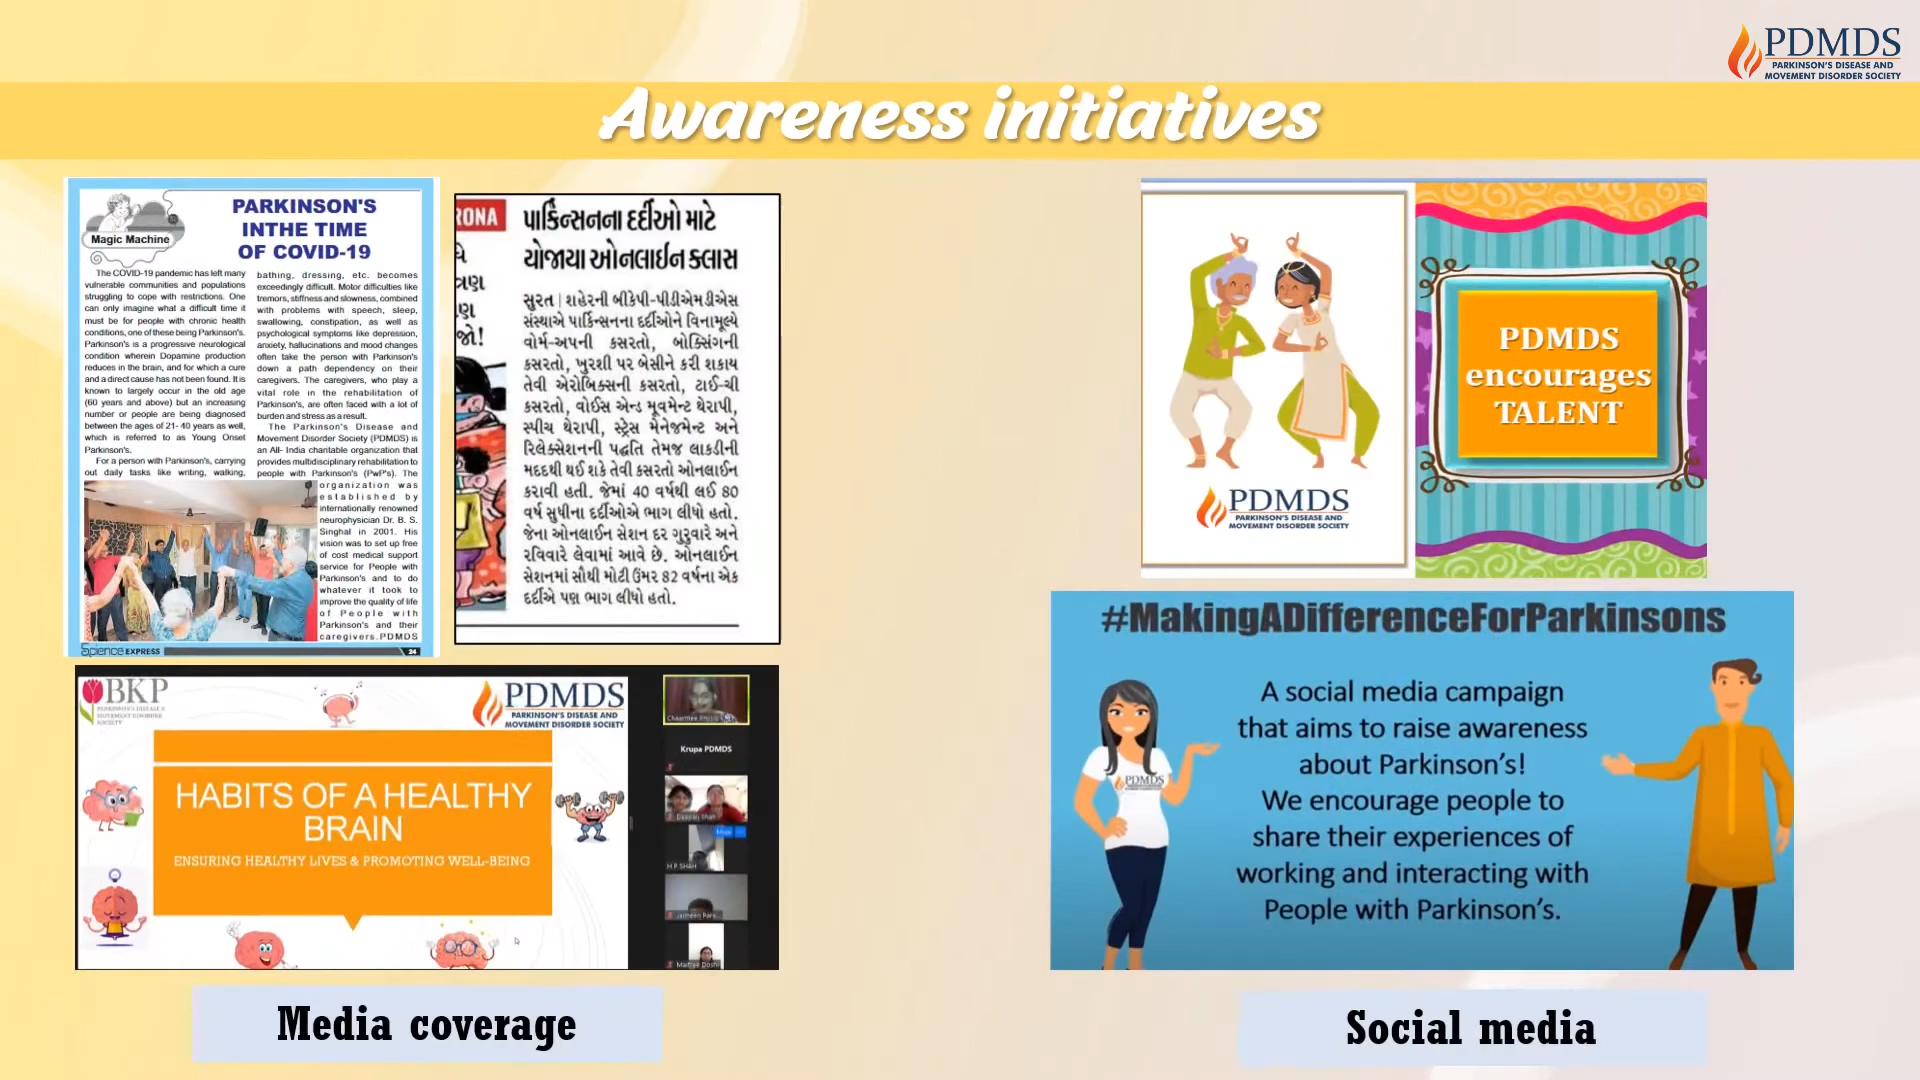 PDMDS
PARKINSON'S DISEASE AND
MOVEMENT DISORDER SOCIETY
Awareness initiatives
Magic Machine
PARKINSON'S
INTHE TIME
OF COVID-19
The COVID-19 pandemic has left many
vulnerable communities and populations
struggling to cope with restrictions. One
can only imagine what a difficult time it
must be for people with chronic health
conditions, one of these being Parkinson's.
Parkinson's is a progressive neurological
condition wherein Dopamine production
reduces in the brain, and for which a cure
and a direct cause has not been found. It is
known to largely occur in the old age
(60 years and above) but an increasing
number or people are being diagnosed
between the ages of 21- 40 years as well,
which is referred to as Young Onset
Parkinson's.
For a person with Parkinson's, carrying
out daily tasks like writing, walking,
bathing, dressing, etc. becomes
exceedingly difficult. Motor difficulties like
tremors, stiffness and slowness, combined
with problems with speech, sleep,
swallowing, constipation, as well as
psychological symptoms like depression,
anxiety, hallucinations and mood changes
often take the person with Parkinson's
down a path dependency on their
caregivers. The caregivers, who play a
vital role in the rehabilitation of
Parkinson's, are often faced with a lot of
burden and stress as a result.
The Parkinson's Disease and
Movement Disorder Society (PDMDS) is
an All- India charitable organization that
provides multidisciplinary rehabilitation to
people with Parkinson's (PwP's). The
organization was
established by
internationally renowned
neurophysician Dr. B. S.
Singhal in 2001. His
vision was to set up free
of cost medical support
service for People with
Parkinson's and to do
whatever it took to
improve the quality of life
of People with
Parkinson's and their
caregivers. PDMDS
Science EXPRESS
24
RONA
પાર્કિન્સનના દર્દીઓ માટે
યોજાયા ઓનલાઈન ક્લાસ
સુરત | શહેરની બીકેપી-પીડીએમડીએસ
સંસ્થાએ પાર્કિન્સનના દર્દીઓને વિનામૂલ્યે
વોર્મ-અપની કસરતો, બોક્સિંગની
કસરતો, ખુરશી પર બેસીને કરી શકાય
તેવી એરોબિક્સની કસરતો, ટાઈ-ચી
કસરતો, વોઈસ એન્ડ મૂવમેન્ટ થેરાપી,
સ્પીચ થેરાપી, સ્ટ્રેસ મેનેજમેન્ટ અને
રિલેક્સેશનની પદ્ધતિ તેમજ લાકડીની
મદદથી થઈ શકે તેવી કસરતો ઓનલાઈન
કરાવી હતી. જેમાં 40 વર્ષથી લઈ 80
વર્ષ સુધીના દર્દીઓએ ભાગ લીધો હતો.
જેના ઓનલાઈન સેશન દર ગુરૂવારે અને
રવિવારે લેવામાં આવે છે. ઓનલાઈન
સેશનમાં સૌથી મોટી ઉંમર 82 વર્ષના એક
દર્દીએ પણ ભાગ લીધો હતો.
BKP
PARKINSON'S DISEASE &
MOVEMENT DISORDER
SOCIETY
PDMDS
PARKINSON'S DISEASE AND
MOVEMENT DISORDER SOCIETY
HABITS OF A HEALTHY
BRAIN
ENSURING HEALTHY LIVES & PROMOTING WELL-BEING
Krupa PDMDS
H P SHAH
Media coverage
PDMDS
PARKINSON'S DISEASE AND
MOVEMENT DISORDER SOCIETY
PDMDS
encourages
TALENT
#MakingADifferenceForParkinsons
A social media campaign
that aims to raise awareness
about Parkinson's!
We encourage people to
share their experiences of
working and interacting with
People with Parkinson's.
PDMDS
Social media